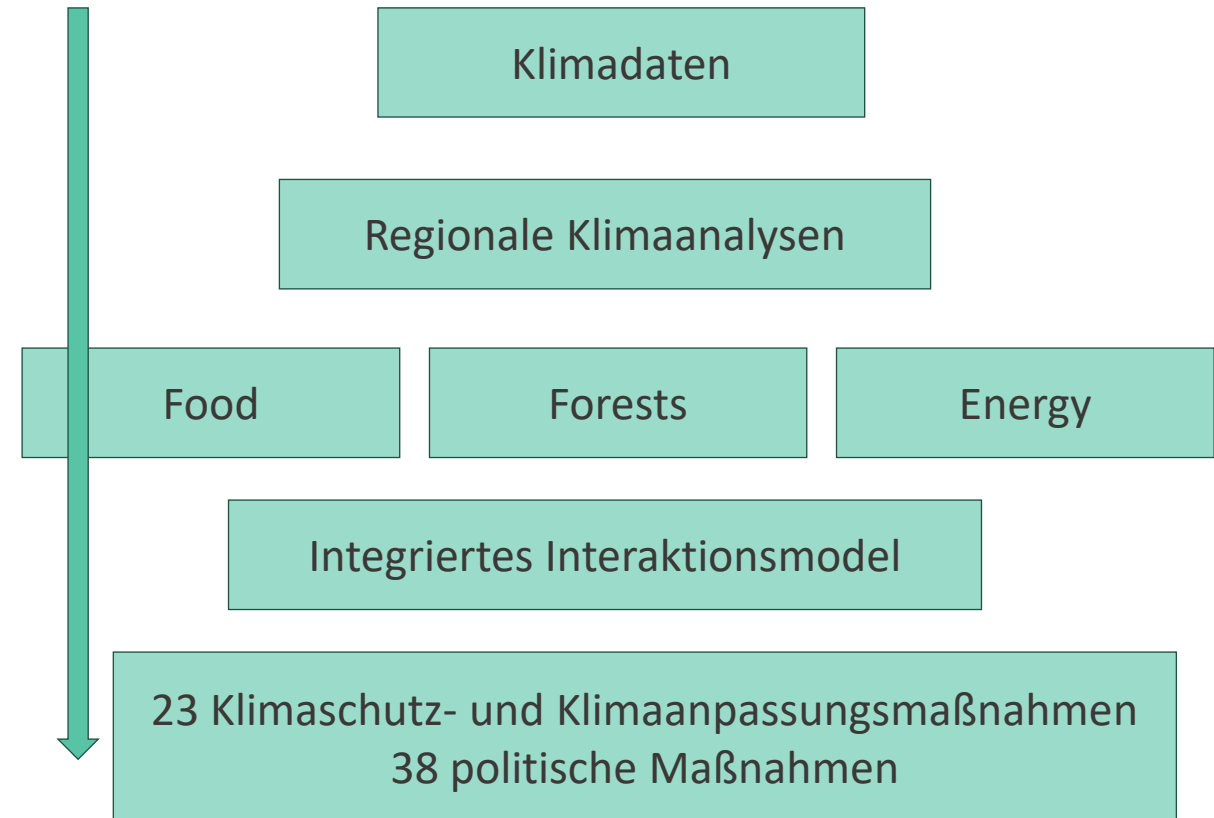 Klimadaten
Regionale Klimaanalysen
Food
Forests
Energy
Integriertes Interaktionsmodel
23 Klimaschutz- und Klimaanpassungsmaßnahmen
38 politische Maßnahmen